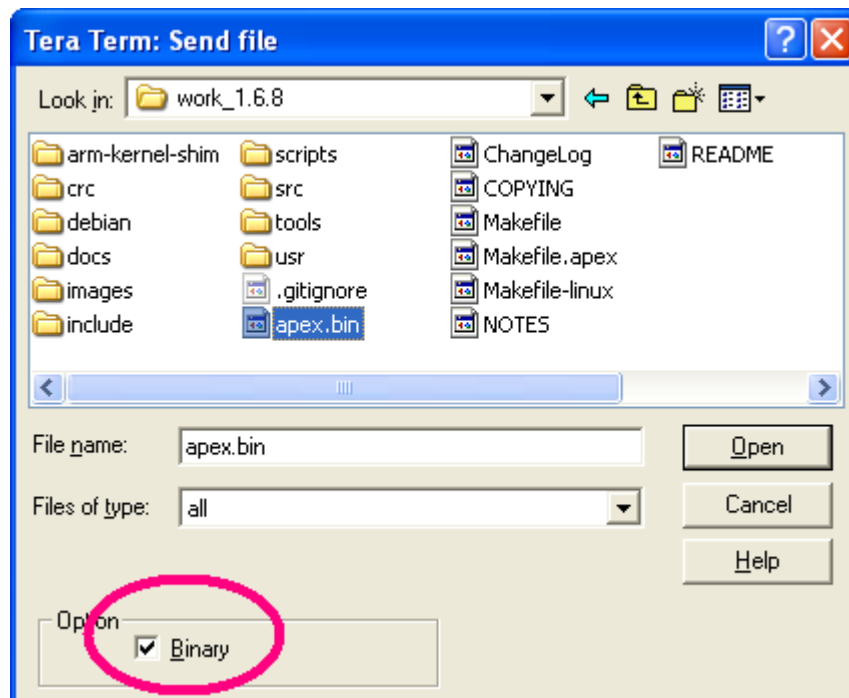 Tera Term: Send file
Look in: work_1.6.8
arm-kernel-shim scripts ChangeLog README
crc src COPYING
debian tools Makefile
docs usr Makefile.apex
images .gitignore Makefile-linux
include apex.bin NOTES
File name: apex.bin Open
Files of type: all Cancel
Help
Option
Binary